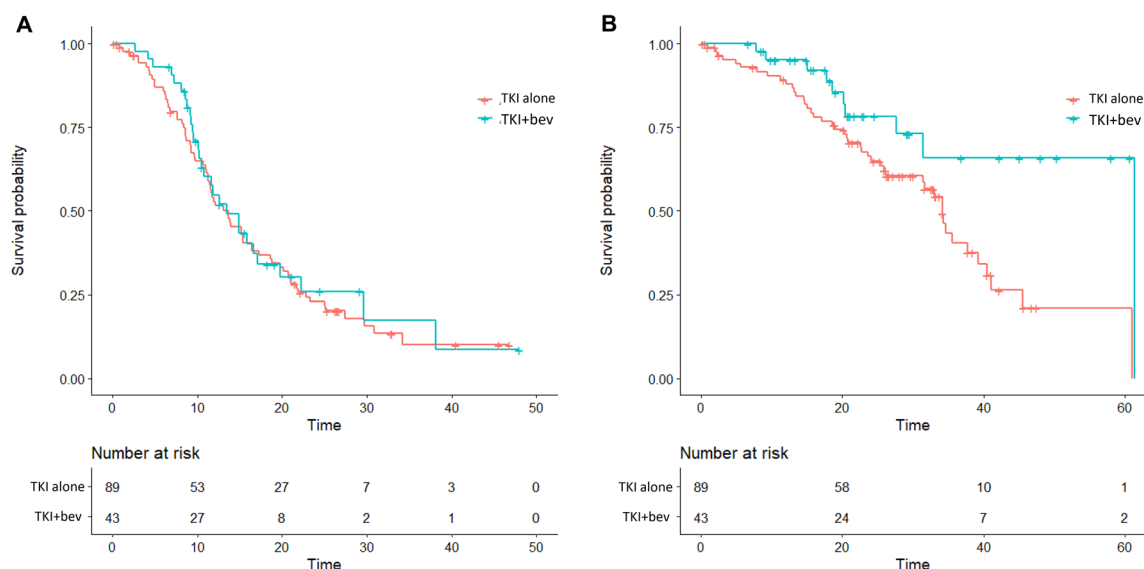 A
Survival probability
1.00
0.75
0.50
0.25
0.00
TKI alone
TKI+bev
0 10 20 30 40 50
Time
Number at risk
TKI alone 89 53 27 7 3 0
TKI+bev 43 27 8 2 1 0
0 10 20 30 40 50
Time
B
Survival probability
1.00
0.75
0.50
0.25
0.00
TKI alone
TKI+bev
0 20 40 60
Time
Number at risk
TKI alone 89 58 10 1
TKI+bev 43 24 7 2
0 20 40 60
Time